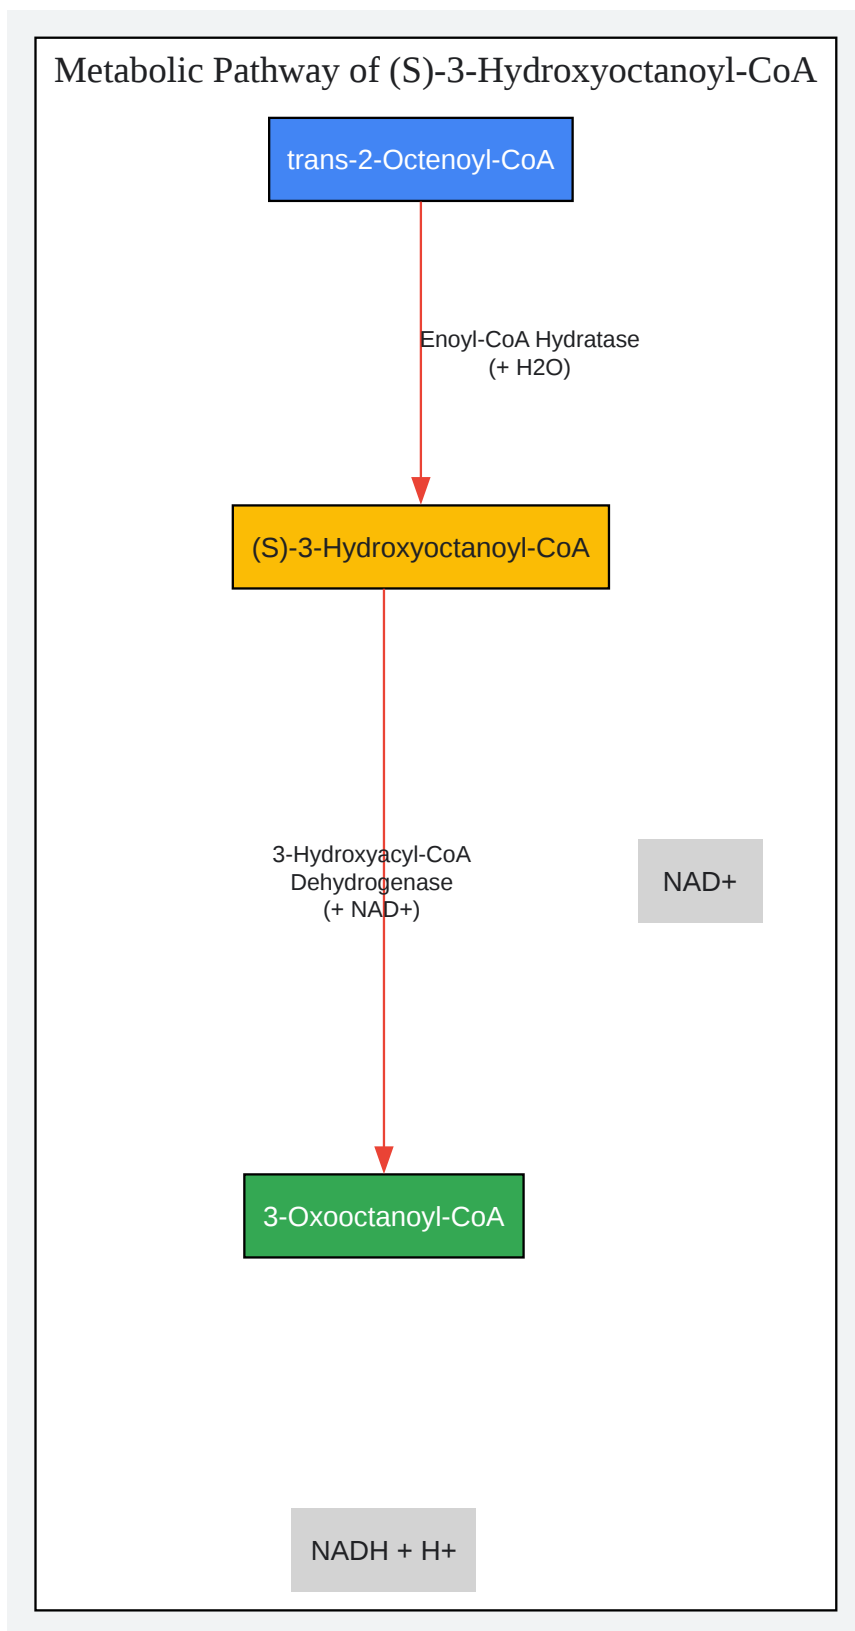 Metabolic Pathway of (S)-3-Hydroxyoctanoyl-CoA
trans-2-Octenoyl-CoA
Enoyl-CoA Hydratase
(+ H2O)
(S)-3-Hydroxyoctanoyl-CoA
3-Hydroxyacyl-CoA
Dehydrogenase
(+ NAD+)
NAD+
3-Oxooctanoyl-CoA
NADH + H+